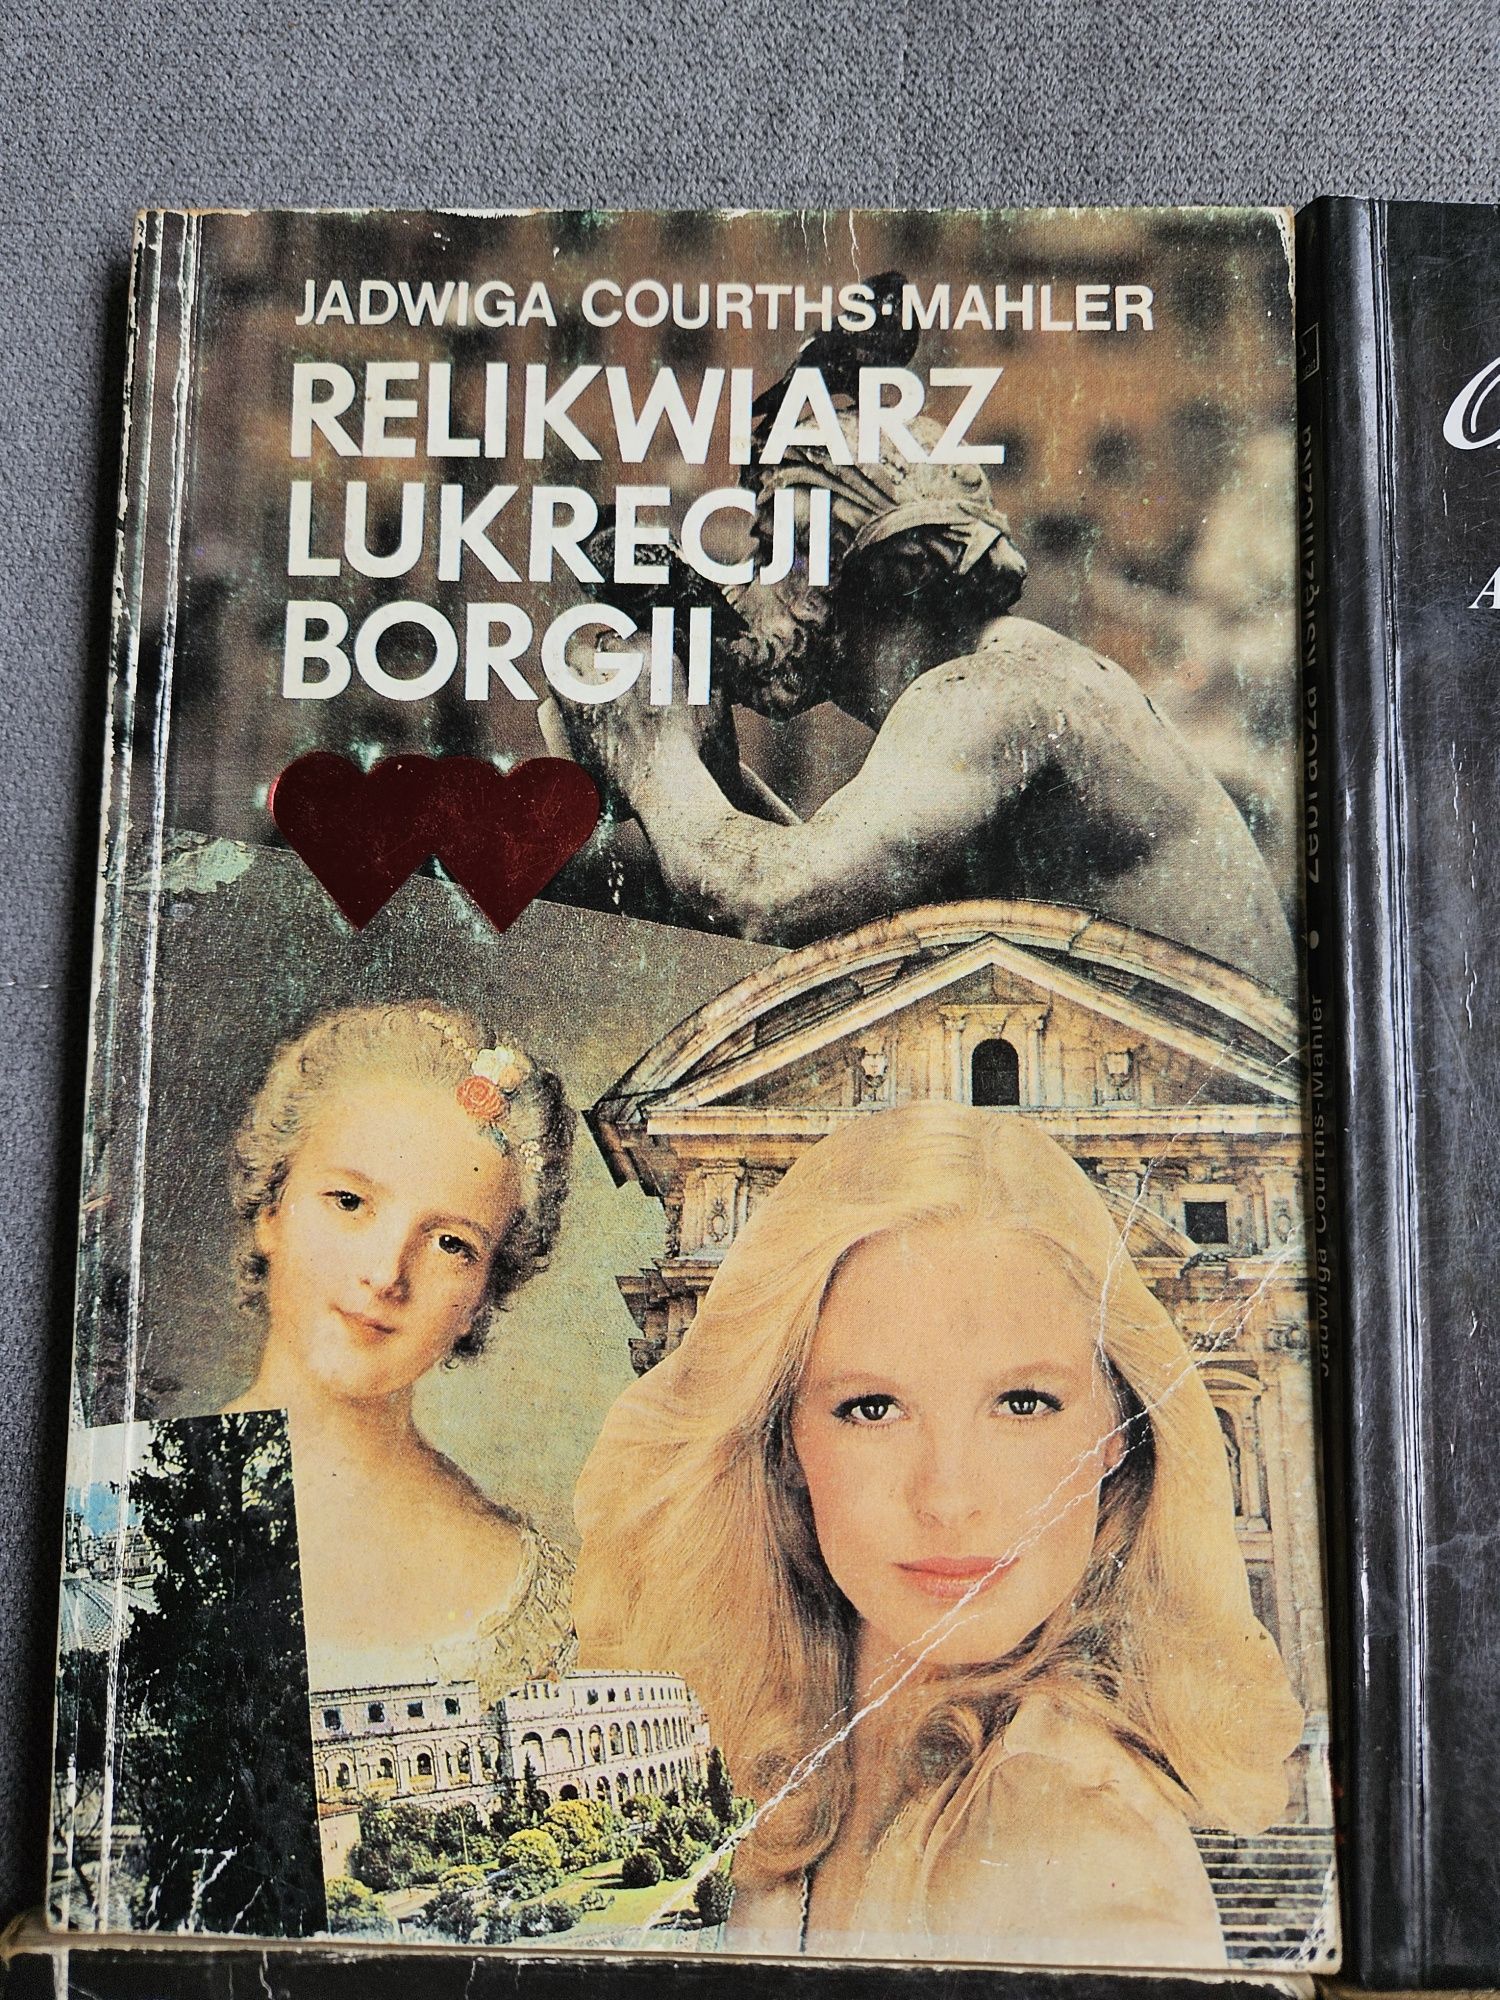 JADWIGA COURTHS-MAHLER
RELIKWIARZ
LUKRECJI
BORGII
Jadwiga Courths-Mahler • Żebracza księżniczka